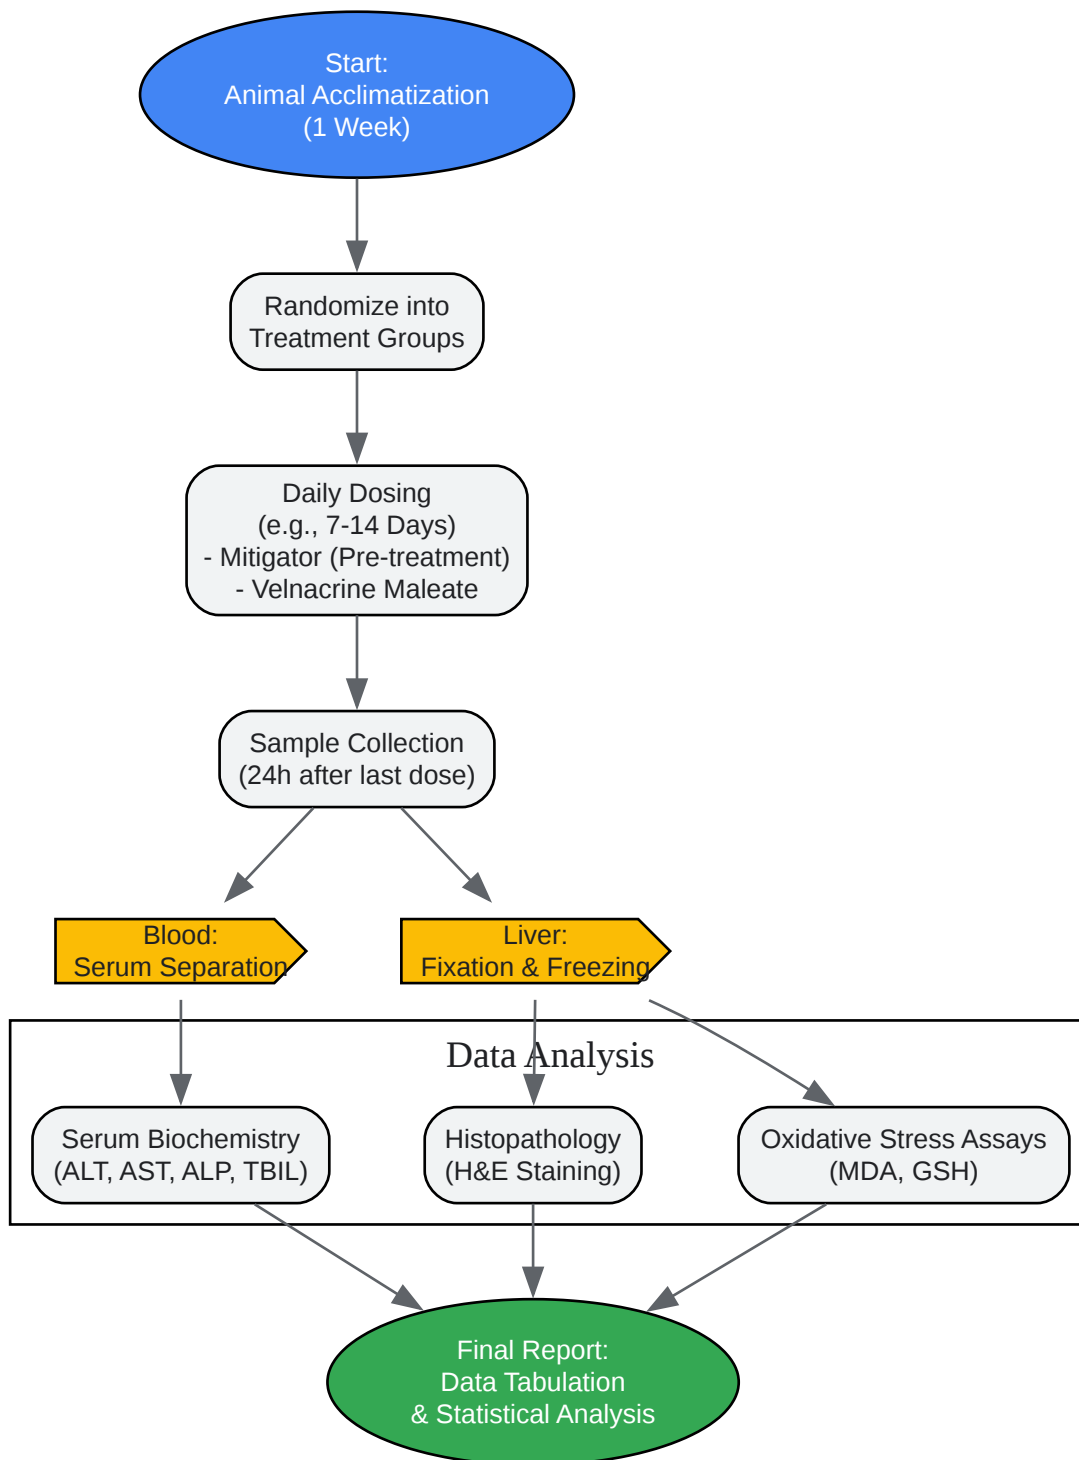 Start:
Animal Acclimatization
(1 Week)
Randomize into
Treatment Groups
Daily Dosing
(e.g., 7-14 Days)
- Mitigator (Pre-treatment)
- Velnacrine Maleate
Sample Collection
(24h after last dose)
Blood:
Serum Separation
Liver:
Fixation & Freezing
Data Analysis
Serum Biochemistry
(ALT, AST, ALP, TBIL)
Histopathology
(H&E Staining)
Oxidative Stress Assays
(MDA, GSH)
Final Report:
Data Tabulation
& Statistical Analysis